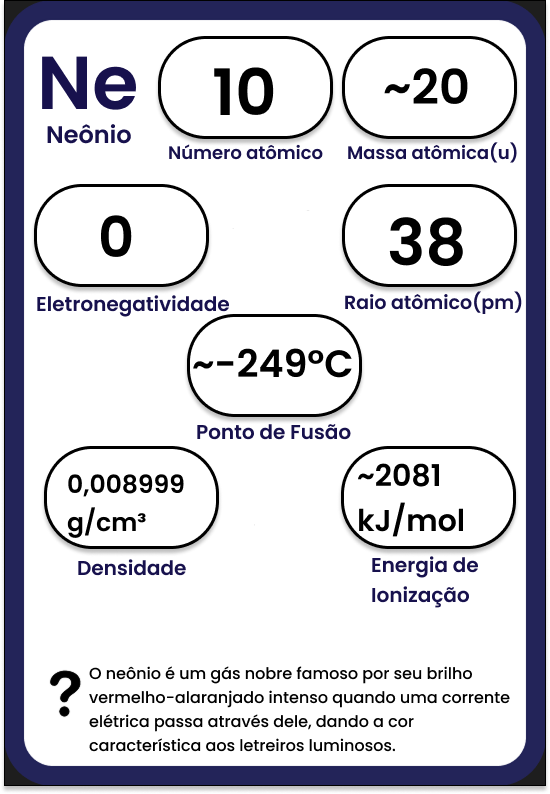 Ne
Neônio
10
Número atômico
~20
Massa atômica(u)
0
Eletronegatividade
38
Raio atômico(pm)
~-249°C
Ponto de Fusão
0,008999
g/cm³
Densidade
~2081
kJ/mol
Energia de
Ionização
?
O neônio é um gás nobre famoso por seu brilho
vermelho-alaranjado intenso quando uma corrente
elétrica passa através dele, dando a cor
característica aos letreiros luminosos.